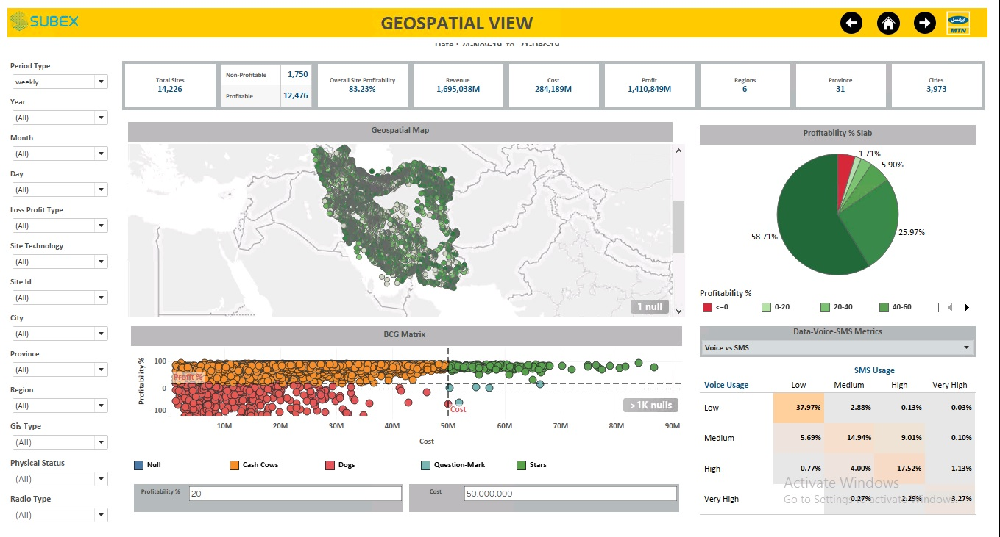 SUBEX
GEOSPATIAL VIEW
ایرانسل
MTN
Date : 24-Nov-19 to 21-Dec-19
Period Type
weekly
Year
(All)
Month
(All)
Day
(All)
Loss Profit Type
(All)
Site Technology
(All)
Site Id
(All)
City
(All)
Province
(All)
Region
(All)
Gis Type
(All)
Physical Status
(All)
Radio Type
(All)
Total Sites
14,226
Non-Profitable 1,750
Profitable 12,476
Overall Site Profitability
83.23%
Revenue
1,695,038M
Cost
284,189M
Profit
1,410,849M
Regions
6
Province
31
Cities
3,973
Geospatial Map
1 null
Profitability % Slab
1.71%
5.90%
25.97%
58.71%
Profitability %
<=0 0-20 20-40 40-60
BCG Matrix
Profitability %
100
0
-100
Profit %
Cost
>1K nulls
10M 20M 30M 40M 50M 60M 70M 80M 90M
Cost
Null Cash Cows Dogs Question-Mark Stars
Profitability % 20
Cost 50,000,000
Data-Voice-SMS Metrics
Voice vs SMS
SMS Usage
Voice Usage Low Medium High Very High
Low 37.97% 2.88% 0.13% 0.03%
Medium 5.69% 14.94% 9.01% 0.10%
High 0.77% 4.00% 17.52% 1.13%
Very High 0.27% 2.29% 3.27%
Activate Windows
Go to Settings to activate Windows.